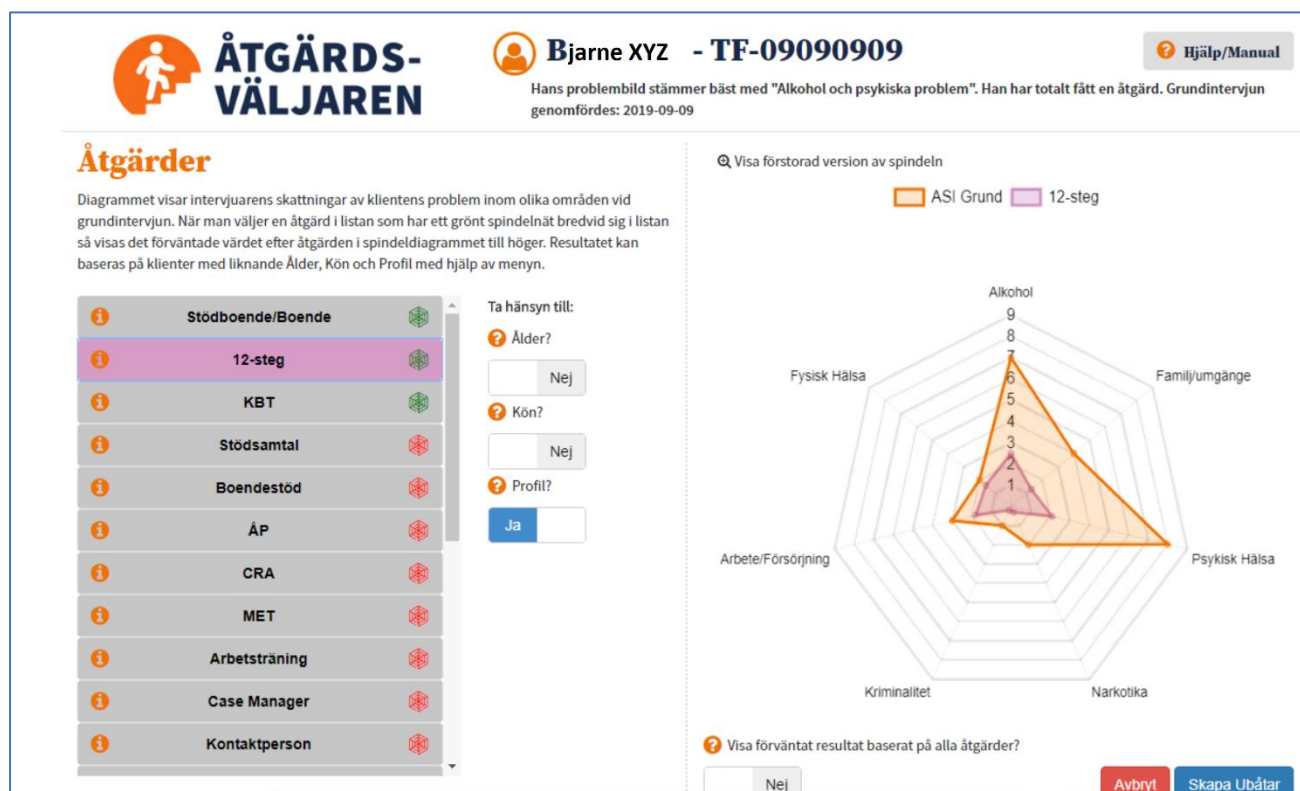 ÅTGÄRDS-
VÄLJAREN
Bjarne XYZ - TF-09090909
Hjälp/Manual
Hans problembild stämmer bäst med "Alkohol och psykiska problem". Han har totalt fått en åtgärd. Grundintervjun
genomfördes: 2019-09-09
Åtgärder
Diagrammet visar intervjuarens skattningar av klientens problem inom olika områden vid
grundintervjun. När man väljer en åtgärd i listan som har ett grönt spindelnät bredvid sig i listan
så visas det förväntade värdet efter åtgärden i spindeldiagrammet till höger. Resultatet kan
baseras på klienter med liknande Ålder, Kön och Profil med hjälp av menyn.
Stödboende/Boende
12-steg
KBT
Stödsamtal
Boendestöd
ÅP
CRA
MET
Arbetsträning
Case Manager
Kontaktperson
Ta hänsyn till:
Ålder?
Nej
Kön?
Nej
Profil?
Ja
Visa förstorad version av spindeln
ASI Grund 12-steg
Alkohol
9
8
7
6
5
4
3
2
1
Fysisk Hälsa
Familj/umgänge
Arbete/Försörjning
Psykisk Hälsa
Kriminalitet
Narkotika
Visa förväntat resultat baserat på alla åtgärder?
Nej
Avbryt
Skapa Ubåtar